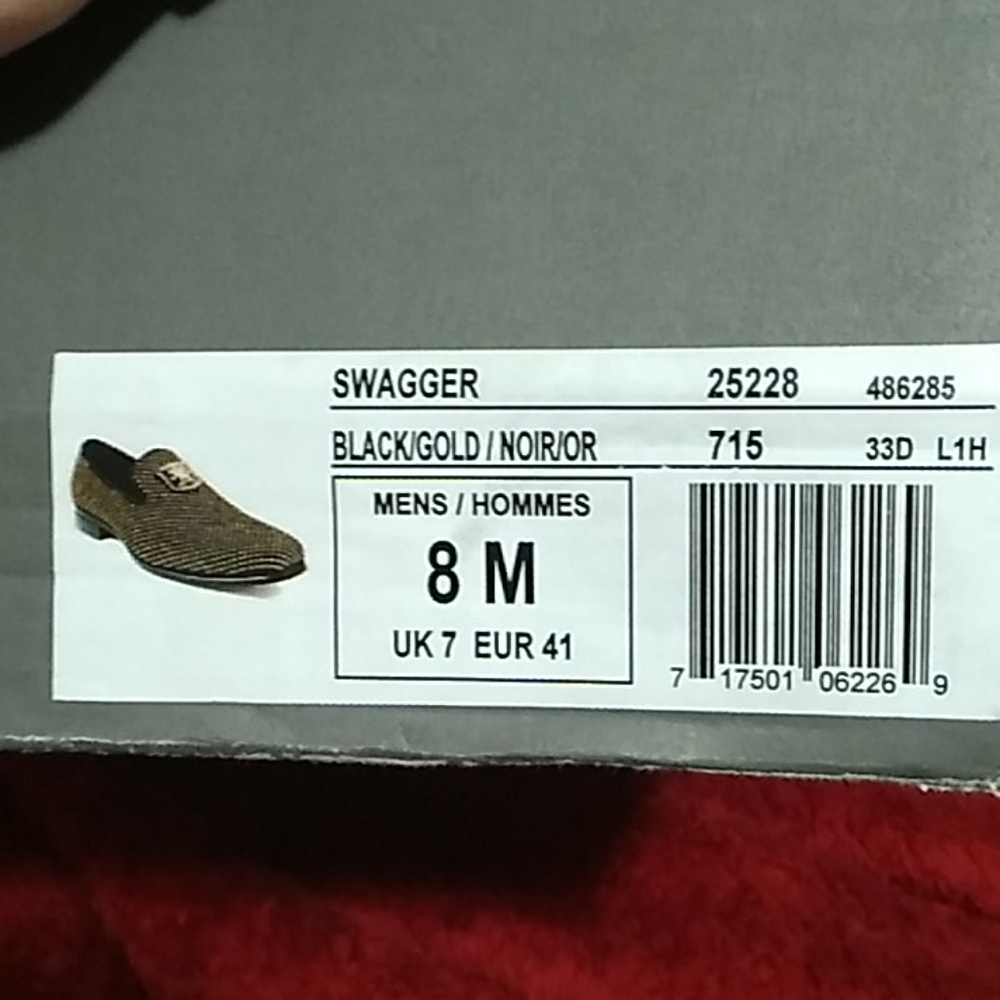 SWAGGER 25228 486285
BLACK/GOLD / NOIR/OR 715 33D L1H
MENS / HOMMES
8 M
UK 7 EUR 41
7 17501 06226 9